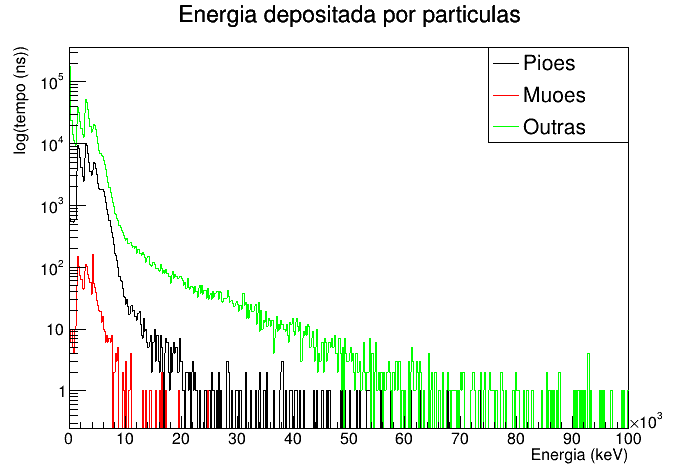 Energia depositada por particulas
log(tempo (ns))
Pioes
Muoes
Outras
10^5
10^4
10^3
10^2
10
1
0 10 20 30 40 50 60 70 80 90 100
×10^3
Energia (keV)